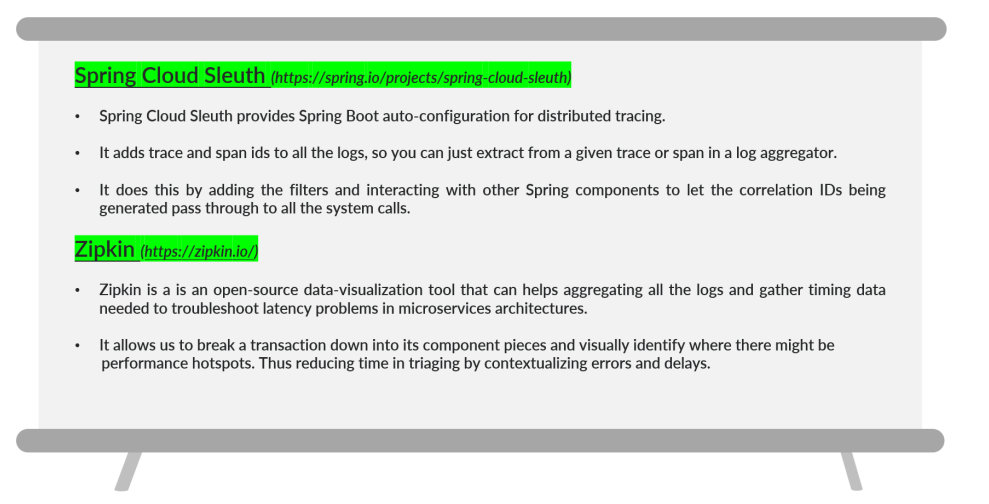 Spring Cloud Sleuth (https://spring.io/projects/spring-cloud-sleuth)
• Spring Cloud Sleuth provides Spring Boot auto-configuration for distributed tracing.
• It adds trace and span ids to all the logs, so you can just extract from a given trace or span in a log aggregator.
• It does this by adding the filters and interacting with other Spring components to let the correlation IDs being
generated pass through to all the system calls.
Zipkin (https://zipkin.io/)
• Zipkin is a is an open-source data-visualization tool that can helps aggregating all the logs and gather timing data
needed to troubleshoot latency problems in microservices architectures.
• It allows us to break a transaction down into its component pieces and visually identify where there might be
performance hotspots. Thus reducing time in triaging by contextualizing errors and delays.